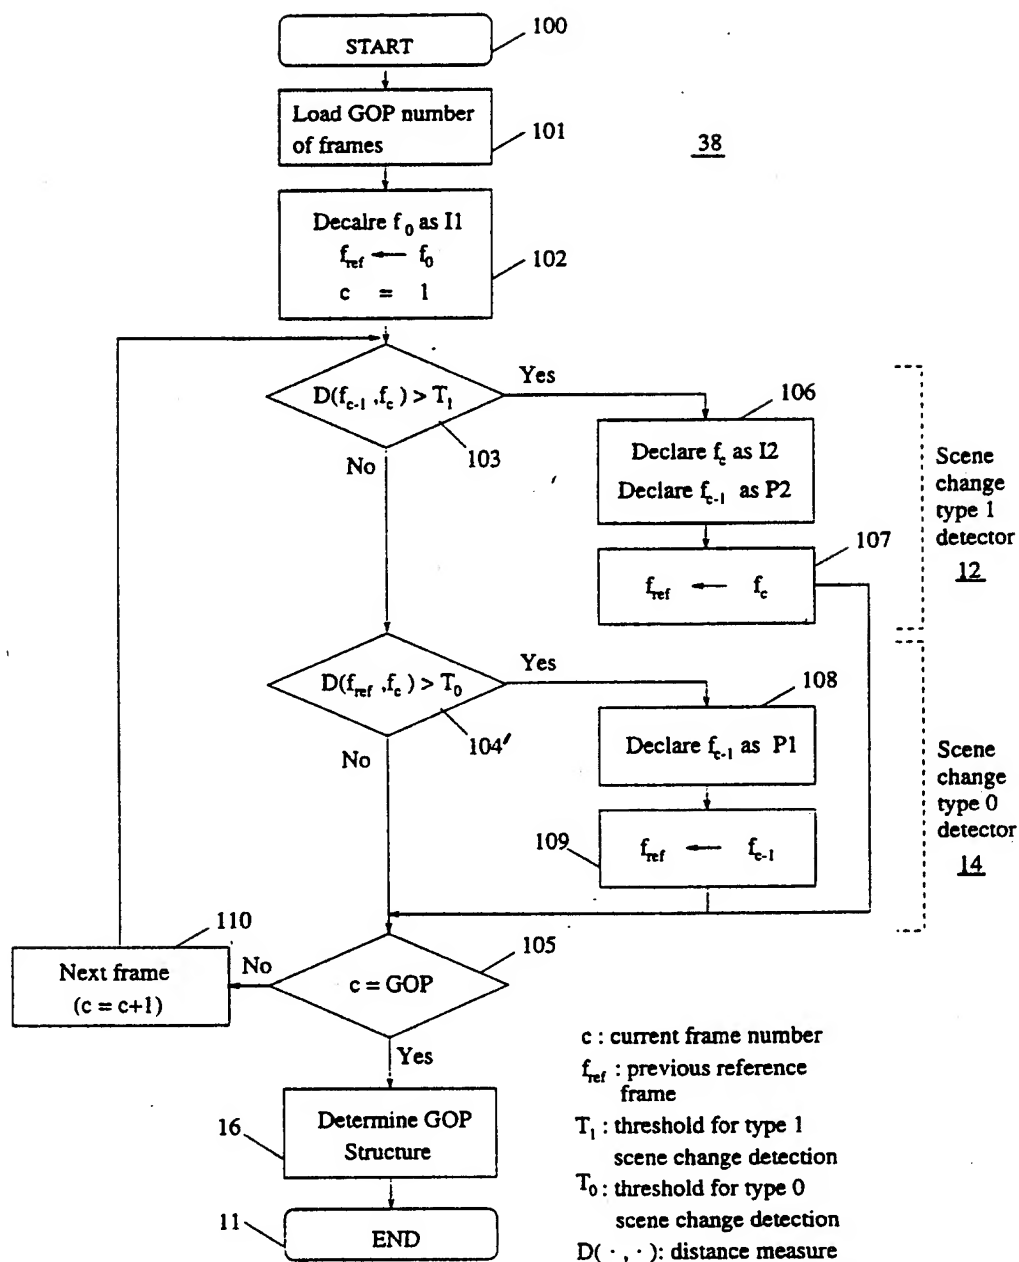 START
100
Load GOP number
of frames
101
38
Decalre f0 as I1
fref ← f0
c = 1
102
D(fc-1 ,fc ) > T1
Yes
103
No
106
Declare fc as I2
Declare fc-1 as P2
107
fref ← fc
Scene
change
type 1
detector
12
D(fref ,fc ) > T0
Yes
104'
No
108
Declare fc-1 as P1
109
fref ← fc-1
Scene
change
type 0
detector
14
110
Next frame
(c = c+1)
No
c = GOP
105
Yes
16
Determine GOP
Structure
11
END
c : current frame number
fref : previous reference
frame
T1 : threshold for type 1
scene change detection
T0 : threshold for type 0
scene change detection
D( · , · ): distance measure